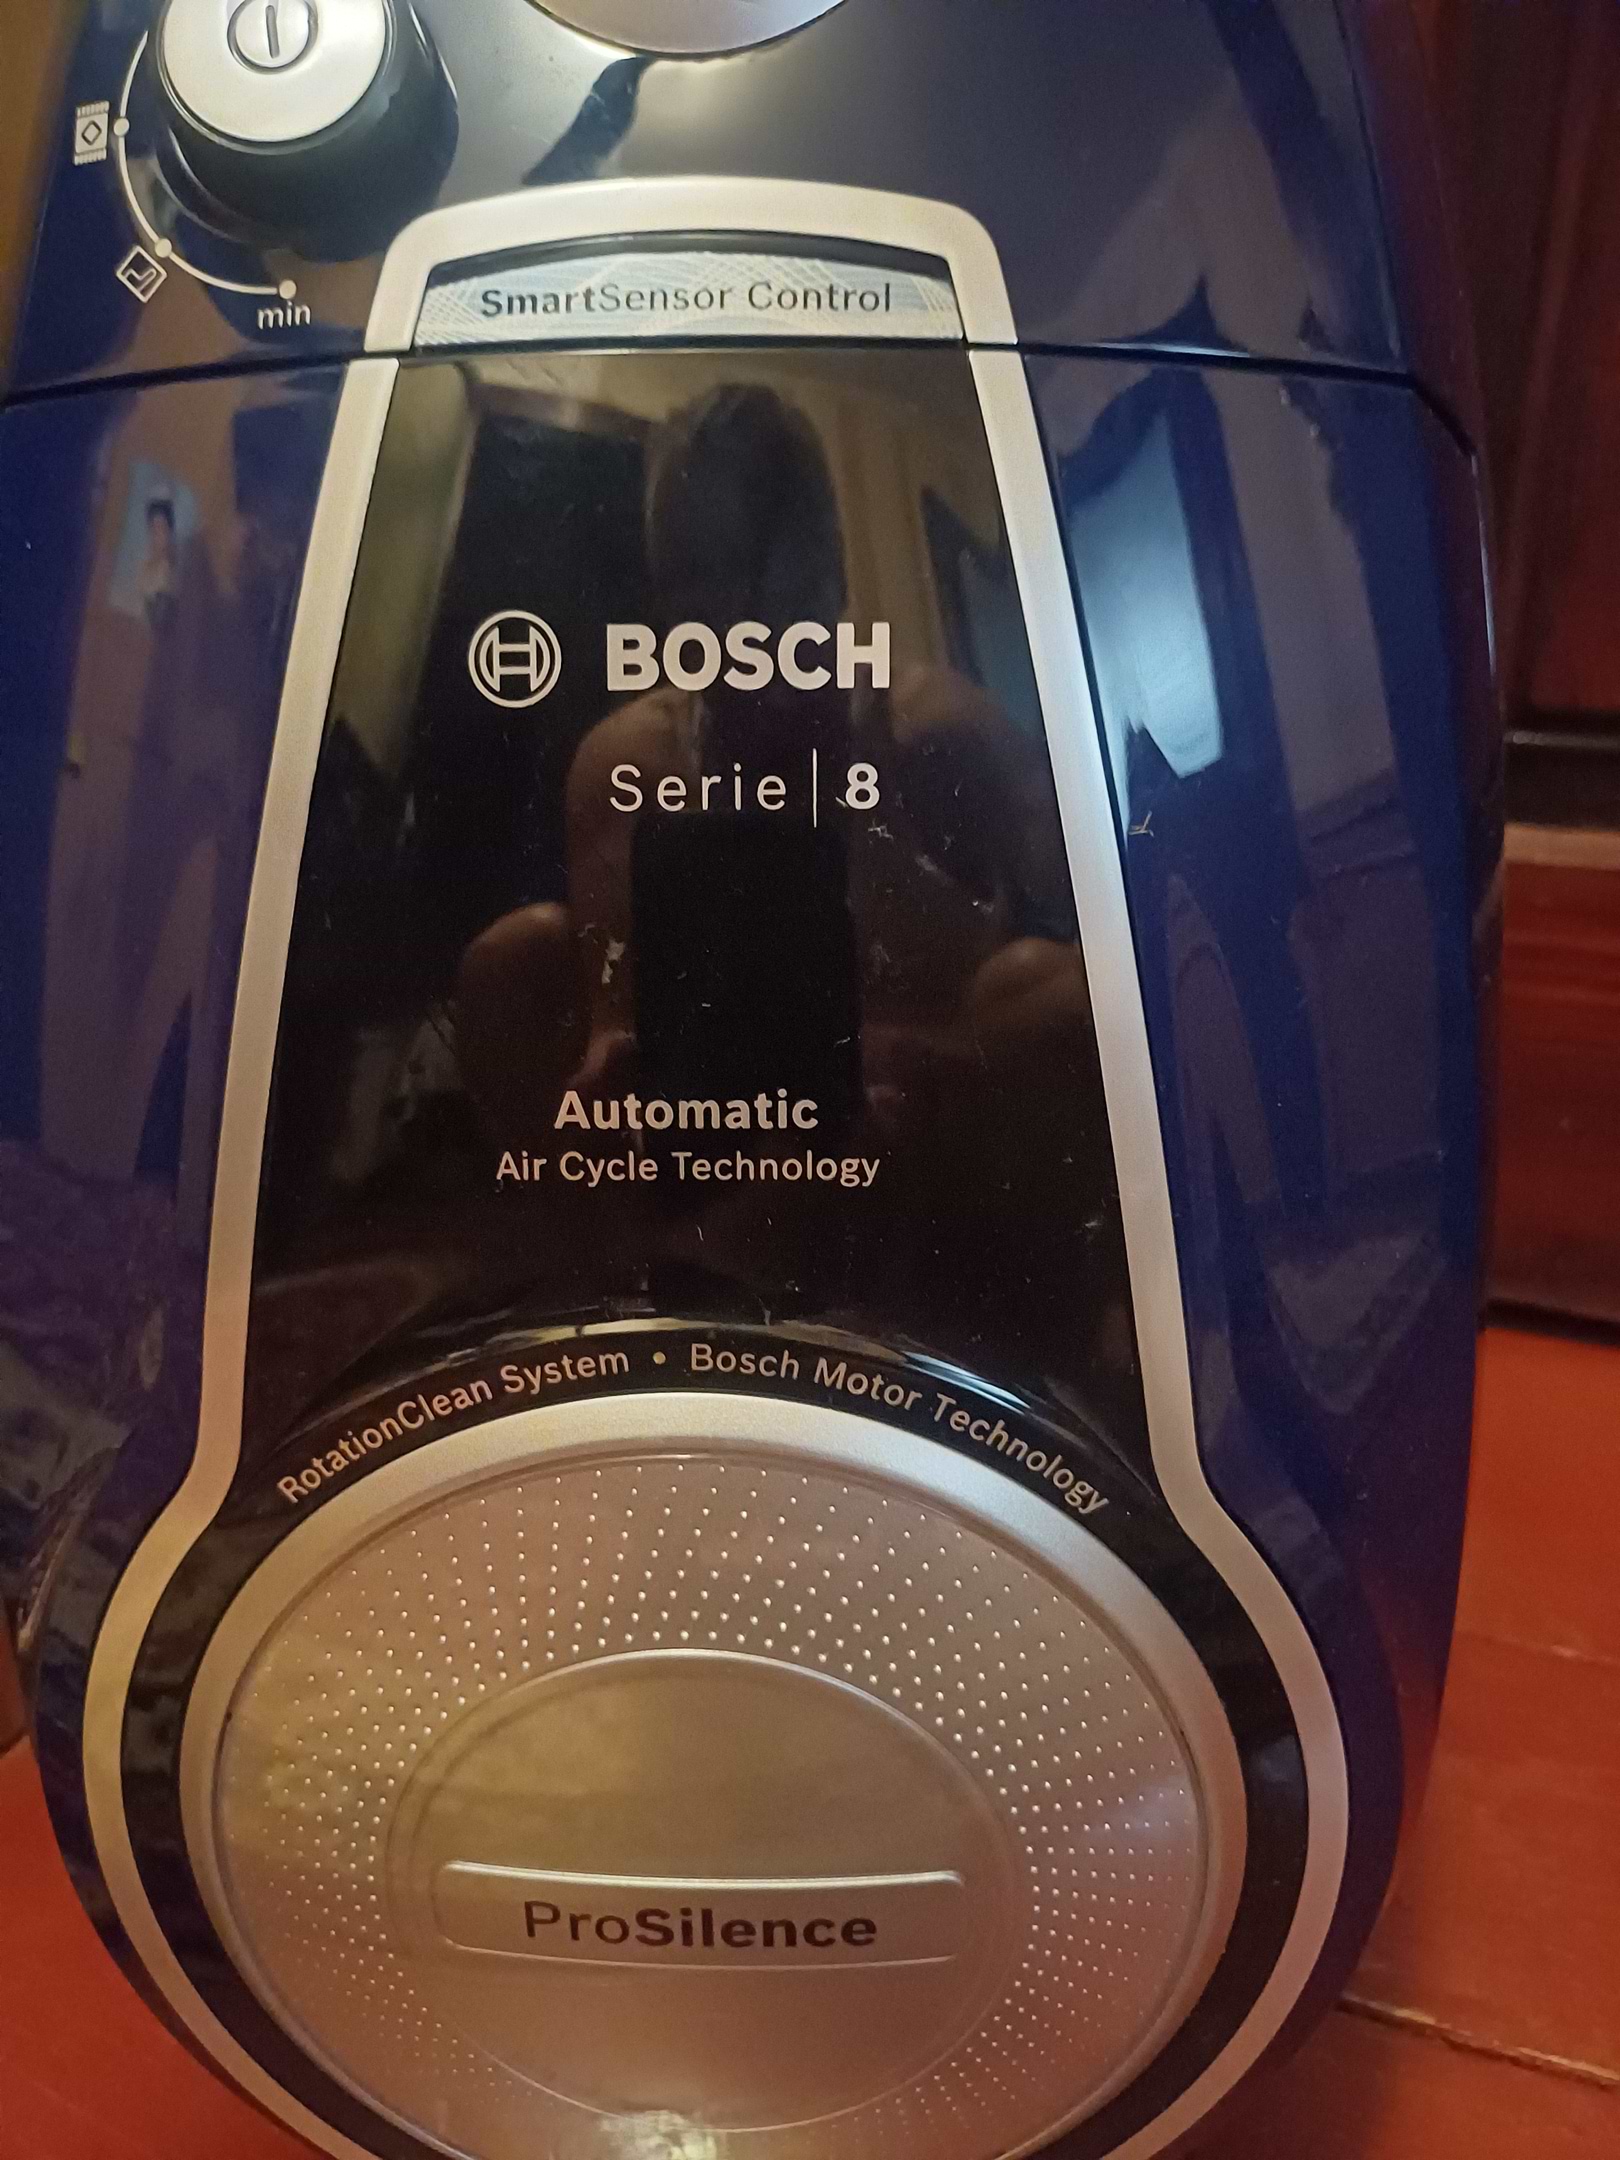 min
SmartSensor Control
BOSCH
Serie | 8
Automatic
Air Cycle Technology
RotationClean System • Bosch Motor Technology
ProSilence